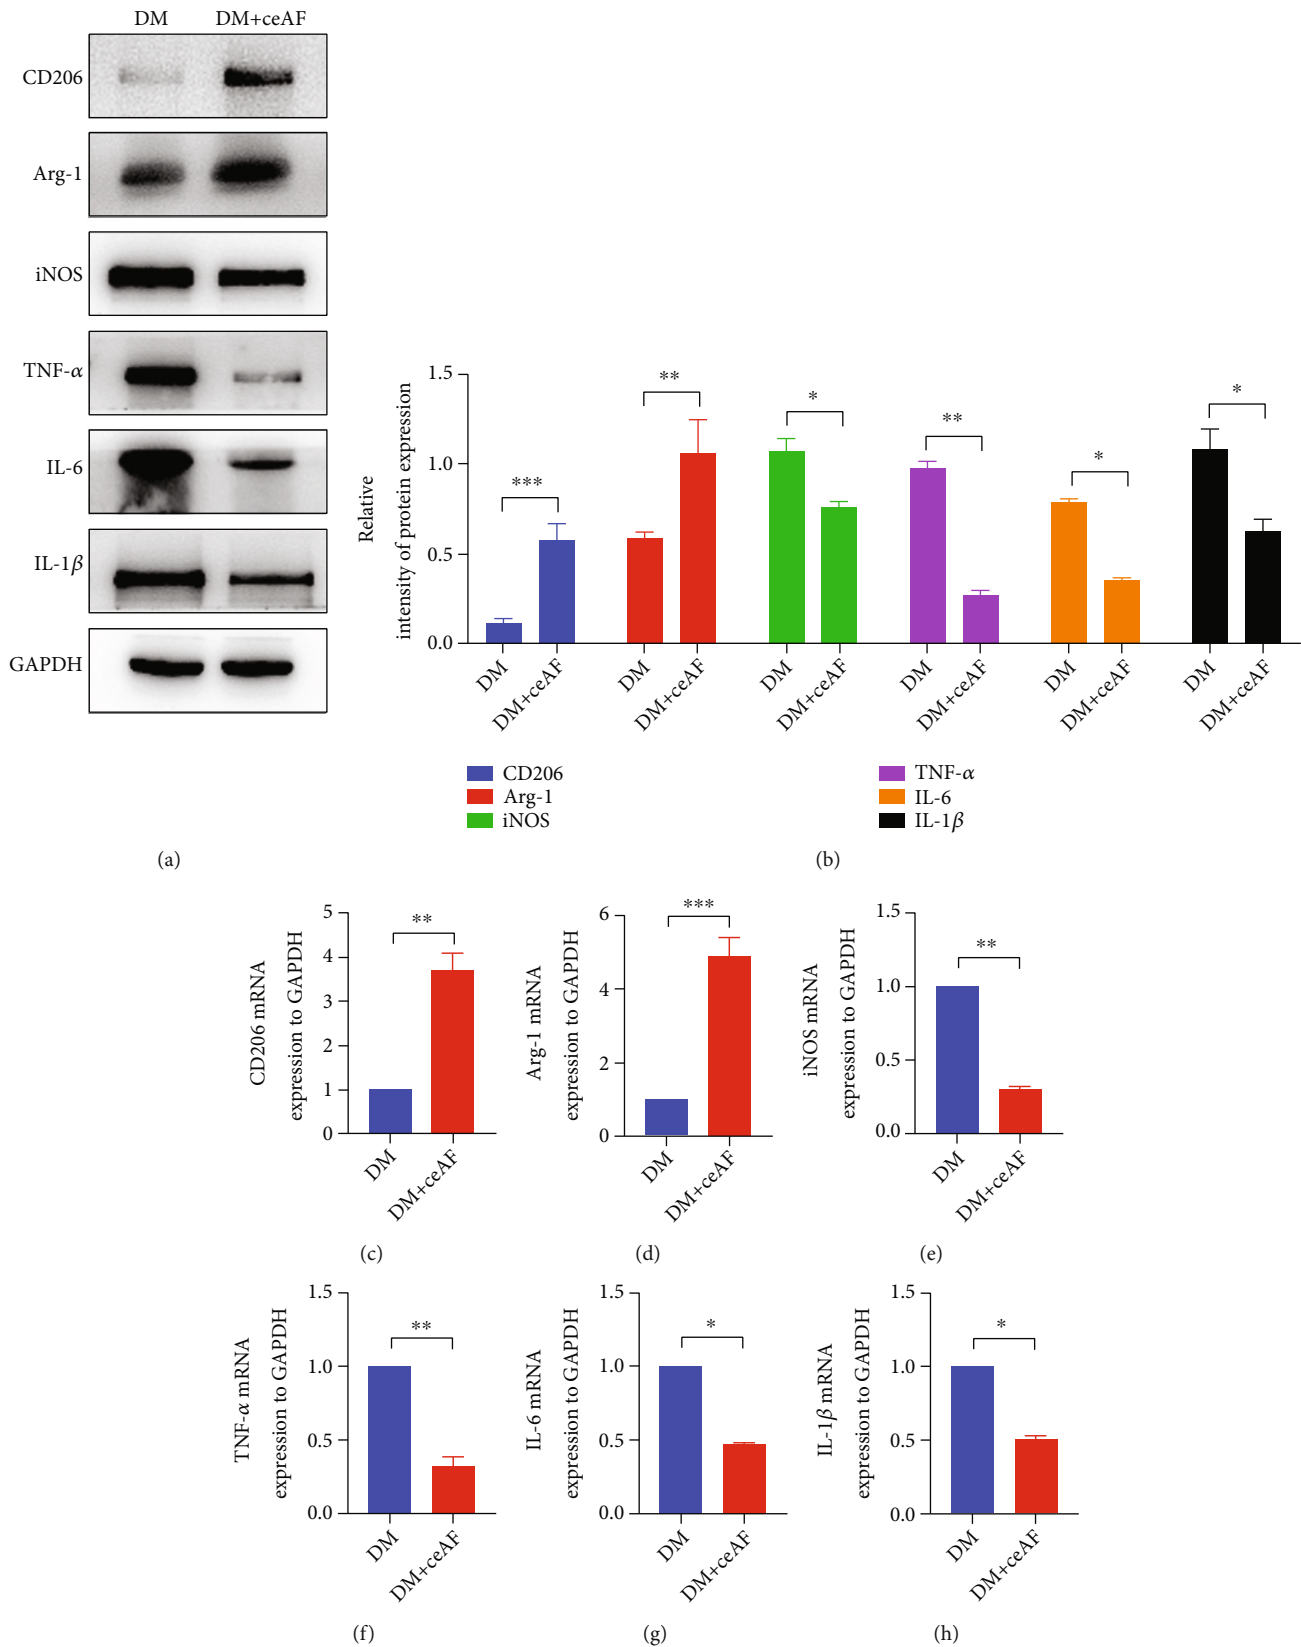 DM DM+ceAF
CD206
Arg-1
iNOS
TNF-α
IL-6
IL-1β
GAPDH
(a)
Relative
intensity of protein expression
1.5
1.0
0.5
0.0
***
**
*
**
*
*
DM DM+ceAF DM DM+ceAF DM DM+ceAF DM DM+ceAF DM DM+ceAF DM DM+ceAF
CD206
Arg-1
iNOS
TNF-α
IL-6
IL-1β
(b)
CD206 mRNA
expression to GAPDH
5
4
3
2
1
0
**
DM DM+ceAF
(c)
Arg-1 mRNA
expression to GAPDH
6
4
2
0
***
DM DM+ceAF
(d)
iNOS mRNA
expression to GAPDH
1.5
1.0
0.5
0.0
**
DM DM+ceAF
(e)
TNF-α mRNA
expression to GAPDH
1.5
1.0
0.5
0.0
**
DM DM+ceAF
(f)
IL-6 mRNA
expression to GAPDH
1.5
1.0
0.5
0.0
*
DM DM+ceAF
(g)
IL-1β mRNA
expression to GAPDH
1.5
1.0
0.5
0.0
*
DM DM+ceAF
(h)